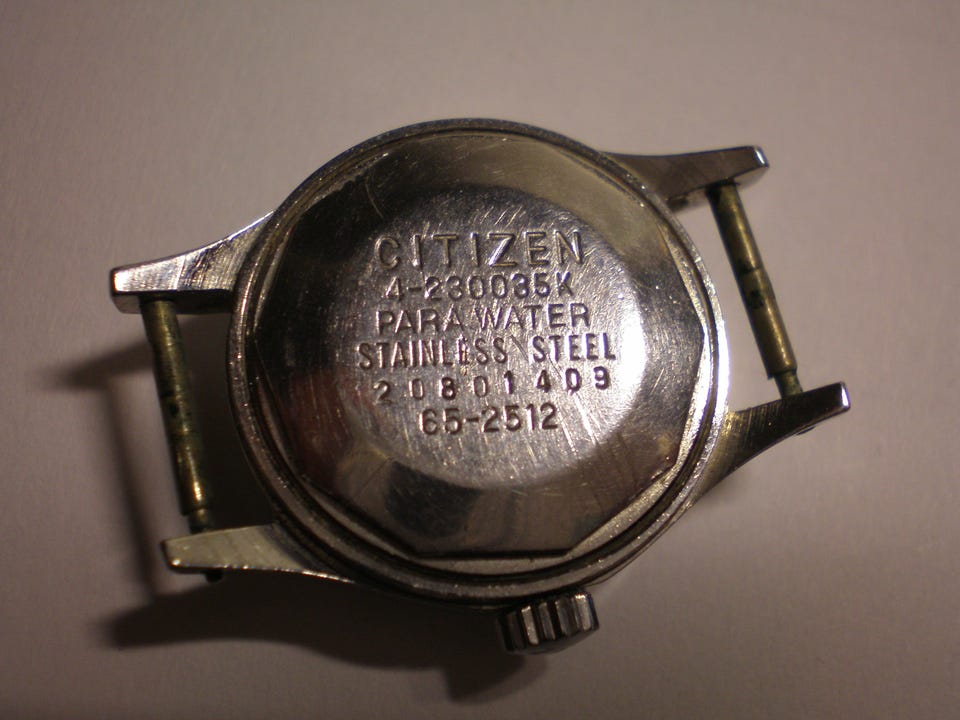 CITIZEN
4-230035K
PARA WATER
STAINLESS STEEL
20801409
65-2512